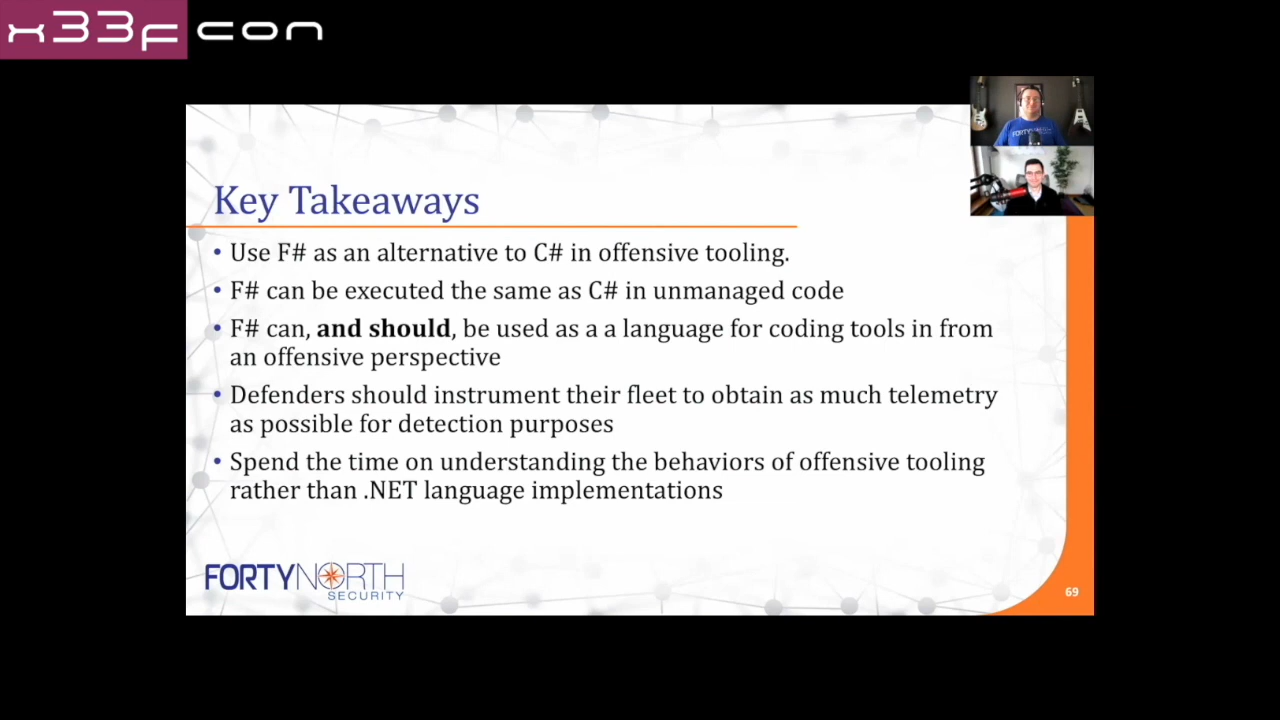 x33fcon
Key Takeaways
• Use F# as an alternative to C# in offensive tooling.
• F# can be executed the same as C# in unmanaged code
• F# can, and should, be used as a a language for coding tools in from
an offensive perspective
• Defenders should instrument their fleet to obtain as much telemetry
as possible for detection purposes
• Spend the time on understanding the behaviors of offensive tooling
rather than .NET language implementations
FORTYNORTH
SECURITY
69